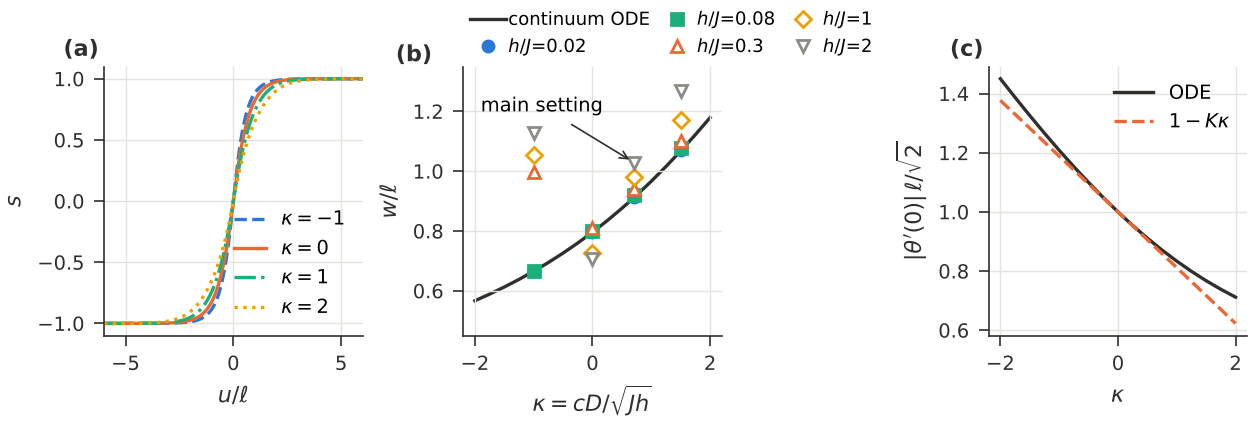 (a)
1.0
0.5
0.0
−0.5
−1.0
s
−5
0
5
u/ℓ
κ = −1
κ = 0
κ = 1
κ = 2
continuum ODE
h/J=0.02
h/J=0.08
h/J=0.3
h/J=1
h/J=2
(b)
main setting
1.2
1.0
0.8
0.6
w/ℓ
−2
0
2
κ = cD/√Jh
(c)
ODE
1 − Kκ
1.4
1.2
1.0
0.8
0.6
|θ′(0)| ℓ/√2
−2
0
2
κ